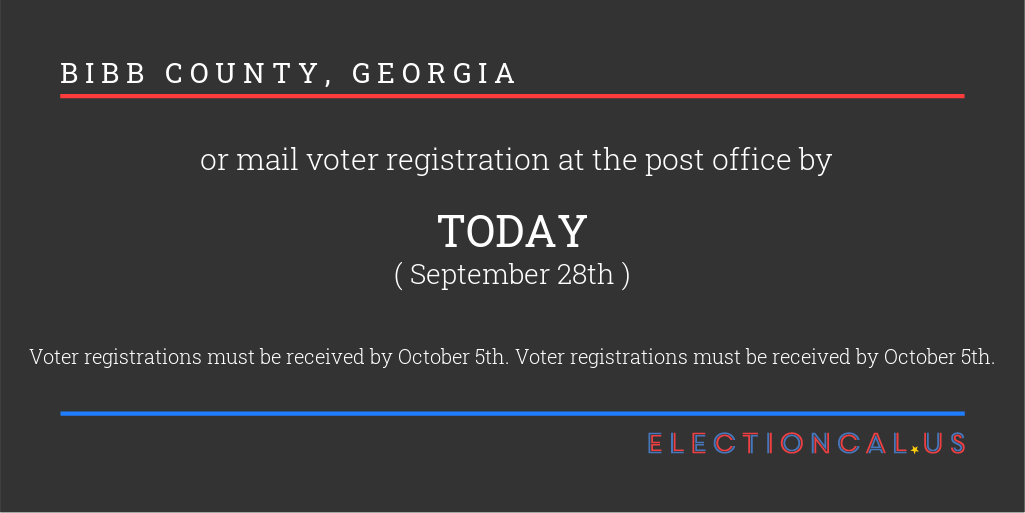 BIBB COUNTY, GEORGIA
or mail voter registration at the post office by
TODAY
( September 28th )
Voter registrations must be received by October 5th. Voter registrations must be received by October 5th.
ELECTIONCAL.US